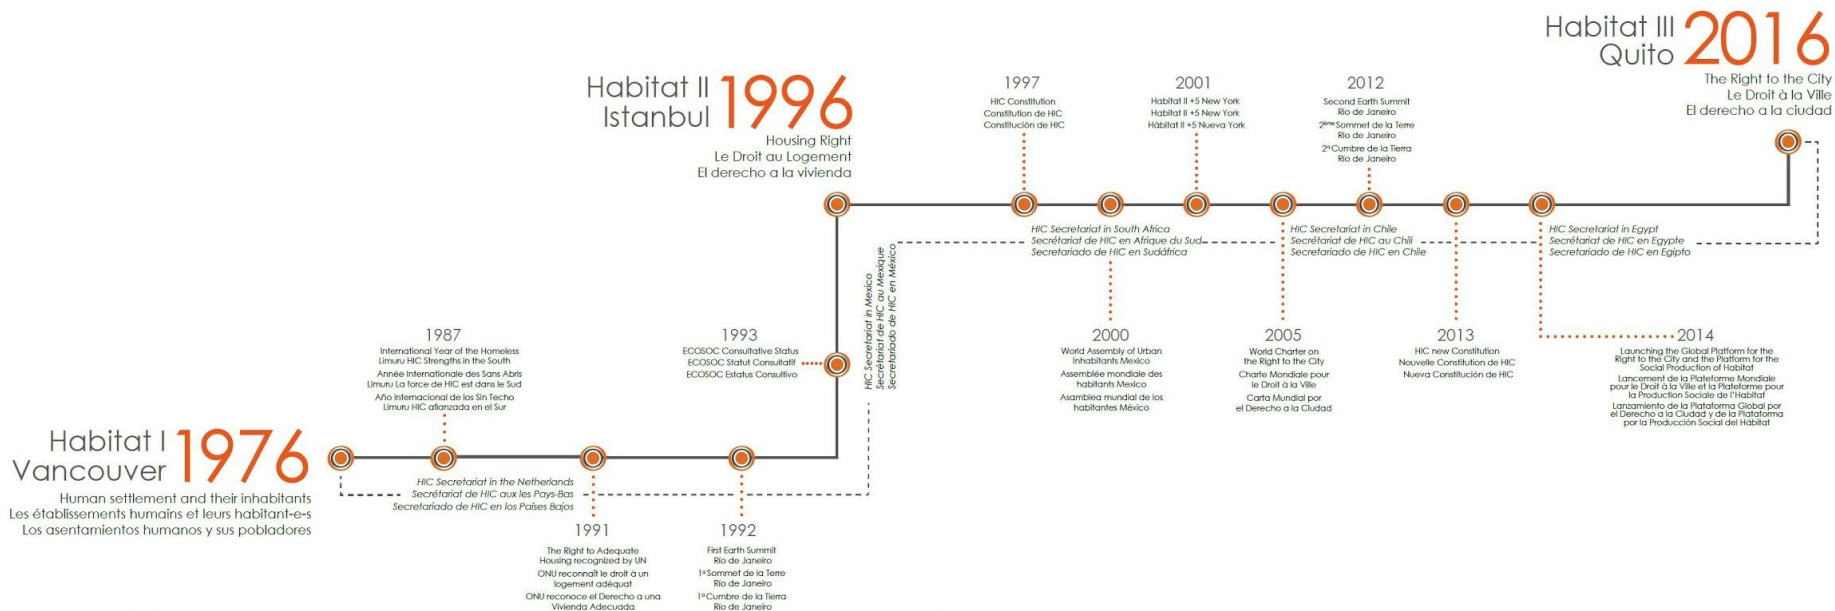 Habitat I
Vancouver 1976
Human settlement and their inhabitants
Les établissements humains et leurs habitant-e-s
Los asentamientos humanos y sus pobladores
1987
International Year of the Homeless
Limuru HIC Strengths in the South
Année Internationale des Sans Abris
Limuru La force de HIC est dans le Sud
Año internacional de los Sin Techo
Limuru HIC afianzada en el Sur
HIC Secretariat in the Netherlands
Secrétariat de HIC aux les Pays-Bas
Secretariado de HIC en los Países Bajos
1991
The Right to Adequate
Housing recognized by UN
ONU reconnaît le droit à un
logement adéquat
ONU reconoce el Derecho a una
Vivienda Adecuada
1992
First Earth Summit
Río de Janeiro
1º Sommet de la Terre
Río de Janeiro
1º Cumbre de la Tierra
Río de Janeiro
1993
ECOSOC Consultative Status
ECOSOC Statut Consultatif
ECOSOC Estatus Consultivo
HIC Secretariat in Mexico
Secrétariat de HIC au Mexique
Secretariado de HIC en México
Habitat II
Istanbul 1996
Housing Right
Le Droit au Logement
El derecho a la vivienda
1997
HIC Constitution
Constitution de HIC
Constitución de HIC
HIC Secretariat in South Africa
Secrétariat de HIC en Afrique du Sud
Secretariado de HIC en Sudáfrica
2000
World Assembly of Urban
Inhabitants Mexico
Assemblée mondiale des
habitants Mexico
Asamblea mundial de los
habitantes México
2001
Habitat II +5 New York
Habitat II +5 New York
Hábitat II +5 Nueva York
2005
World Charter on
the Right to the City
Charte Mondiale pour
le Droit à la Ville
Carta Mundial por
el Derecho a la Ciudad
HIC Secretariat in Chile
Secrétariat de HIC au Chili
Secretariado de HIC en Chile
2012
Second Earth Summit
Río de Janeiro
2ème Sommet de la Terre
Río de Janeiro
2ª Cumbre de la Tierra
Río de Janeiro
2013
HIC new Constitution
Nouvelle Constitution de HIC
Nueva Constitución de HIC
HIC Secretariat in Egypt
Secrétariat de HIC en Egypte
Secretariado de HIC en Egipto
2014
Launching the Global Platform for the
Right to the City and the Platform for the
Social Production of Habitat
Lancement de la Plateforme Mondiale
pour le Droit à la Ville et la Plateforme pour
la Production Sociale de l'Habitat
Lanzamiento de la Plataforma Global por
el Derecho a la Ciudad y de la Plataforma
por la Producción Social del Hábitat
Habitat III
Quito 2016
The Right to the City
Le Droit à la Ville
El derecho a la ciudad